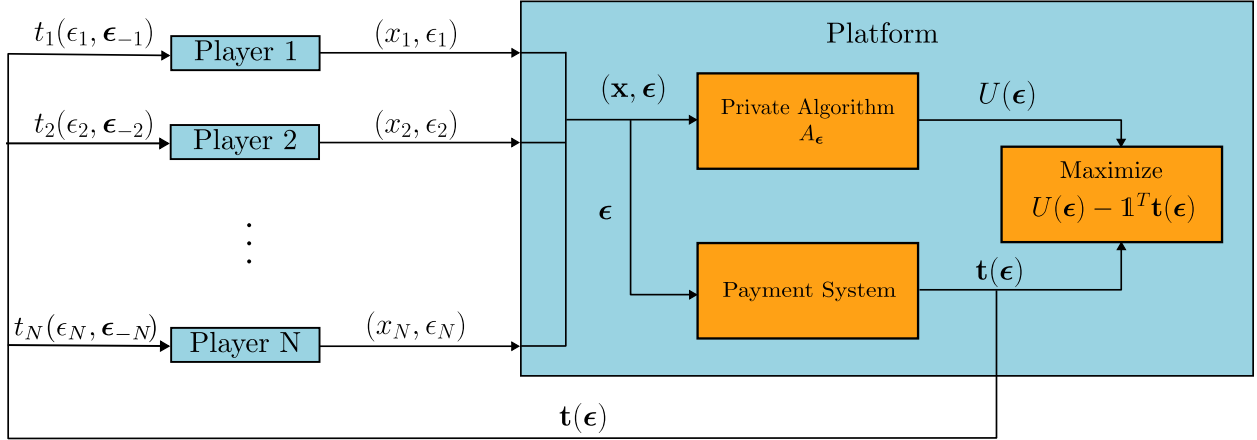 Platform
t₁(ϵ₁, ϵ₋₁)
Player 1
(x₁, ϵ₁)
t₂(ϵ₂, ϵ₋₂)
Player 2
(x₂, ϵ₂)
⋮
t_N(ϵ_N, ϵ₋N)
Player N
(x_N, ϵ_N)
(x, ϵ)
ϵ
Private Algorithm
A_ϵ
U(ϵ)
Payment System
t(ϵ)
Maximize
U(ϵ) − 𝟙ᵀt(ϵ)
t(ϵ)